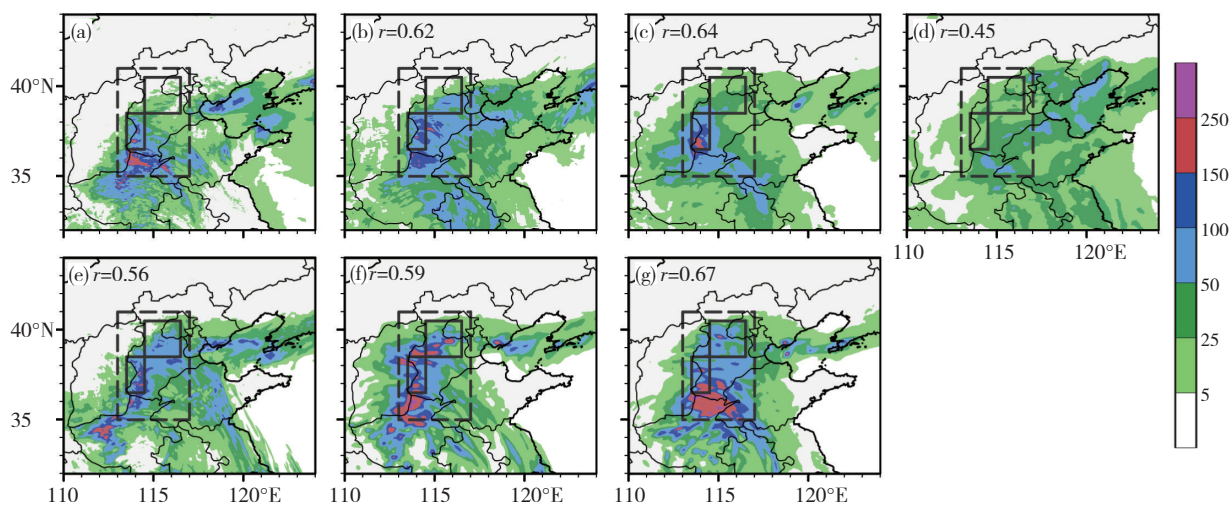 (a)
(b) r=0.62
(c) r=0.64
(d) r=0.45
40°N
35
110
115
120°E
250
150
100
50
25
5
(e) r=0.56
(f) r=0.59
(g) r=0.67
40°N
35
110 115 120°E
110 115 120°E
110 115 120°E